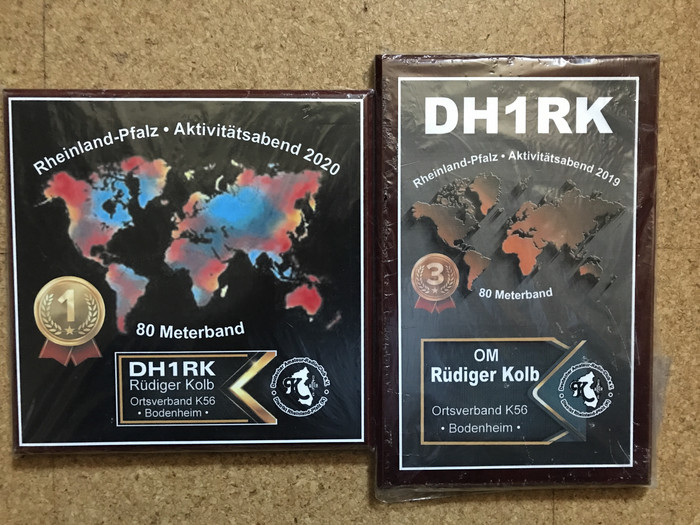 Rheinland-Pfalz • Aktivitätsabend 2020
1
80 Meterband
DH1RK
Rüdiger Kolb
Ortsverband K56
• Bodenheim •
DH1RK
Rheinland-Pfalz • Aktivitätsabend 2019
3
80 Meterband
OM
Rüdiger Kolb
Ortsverband K56
• Bodenheim •